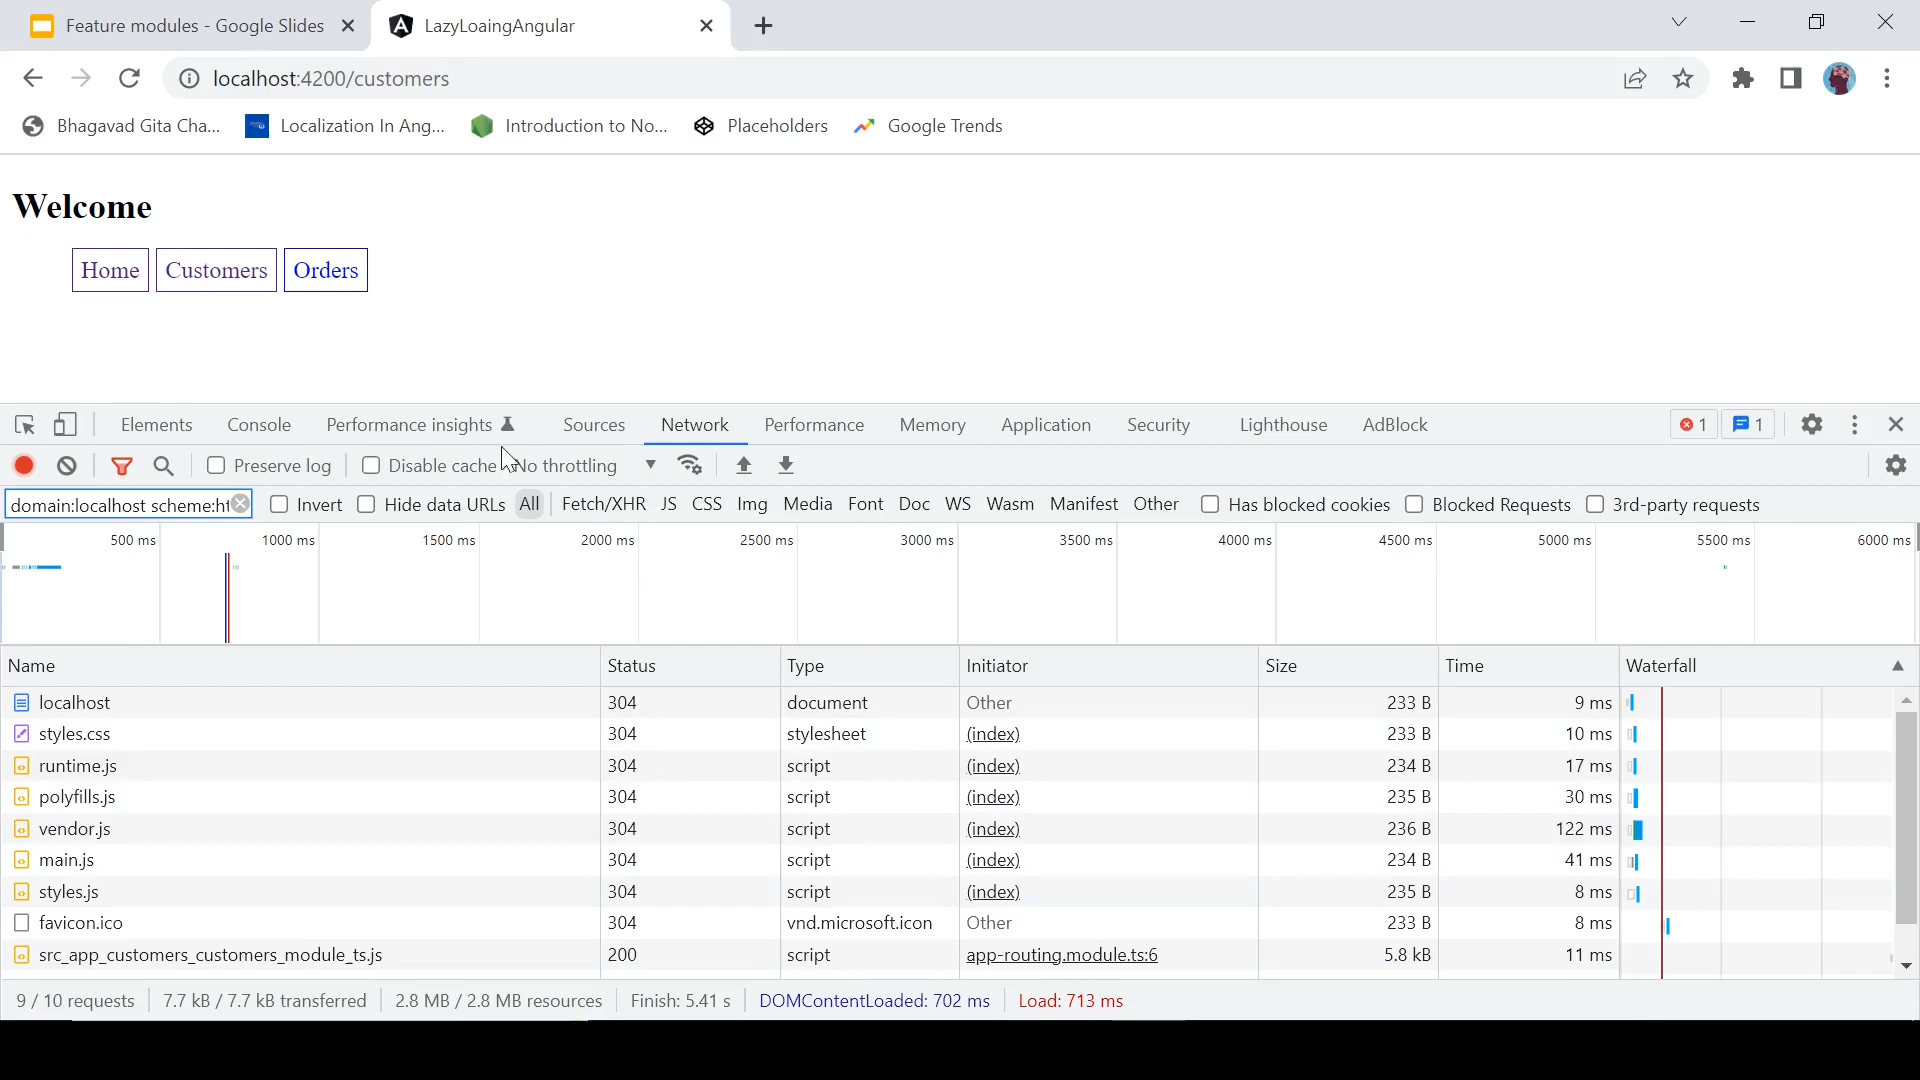 Feature modules - Google Slides
LazyLoaingAngular
localhost:4200/customers
Bhagavad Gita Cha...
Localization In Ang...
Introduction to No...
Placeholders
Google Trends
Welcome
Home Customers Orders
Elements Console Performance insights Sources Network Performance Memory Application Security Lighthouse AdBlock 1 1
Preserve log Disable cache No throttling
domain:localhost scheme:ht Invert Hide data URLs All Fetch/XHR JS CSS Img Media Font Doc WS Wasm Manifest Other Has blocked cookies Blocked Requests 3rd-party requests
500 ms 1000 ms 1500 ms 2000 ms 2500 ms 3000 ms 3500 ms 4000 ms 4500 ms 5000 ms 5500 ms 6000 ms
Name Status Type Initiator Size Time Waterfall
localhost 304 document Other 233 B 9 ms
styles.css 304 stylesheet (index) 233 B 10 ms
runtime.js 304 script (index) 234 B 17 ms
polyfills.js 304 script (index) 235 B 30 ms
vendor.js 304 script (index) 236 B 122 ms
main.js 304 script (index) 234 B 41 ms
styles.js 304 script (index) 235 B 8 ms
favicon.ico 304 vnd.microsoft.icon Other 233 B 8 ms
src_app_customers_customers_module_ts.js 200 script app-routing.module.ts:6 5.8 kB 11 ms
9 / 10 requests 7.7 kB / 7.7 kB transferred 2.8 MB / 2.8 MB resources Finish: 5.41 s DOMContentLoaded: 702 ms Load: 713 ms